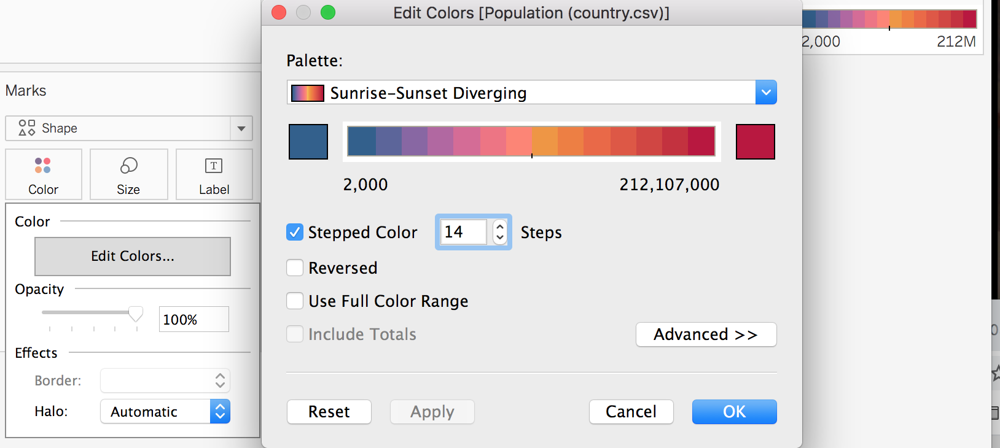 Edit Colors [Population (country.csv)]
2,000
212M
Palette:
Sunrise-Sunset Diverging
2,000
212,107,000
Stepped Color
14
Steps
Reversed
Use Full Color Range
Include Totals
Advanced >>
Reset
Apply
Cancel
OK
Marks
Shape
Color
Size
T
Label
Color
Edit Colors...
Opacity
100%
Effects
Border:
Halo:
Automatic